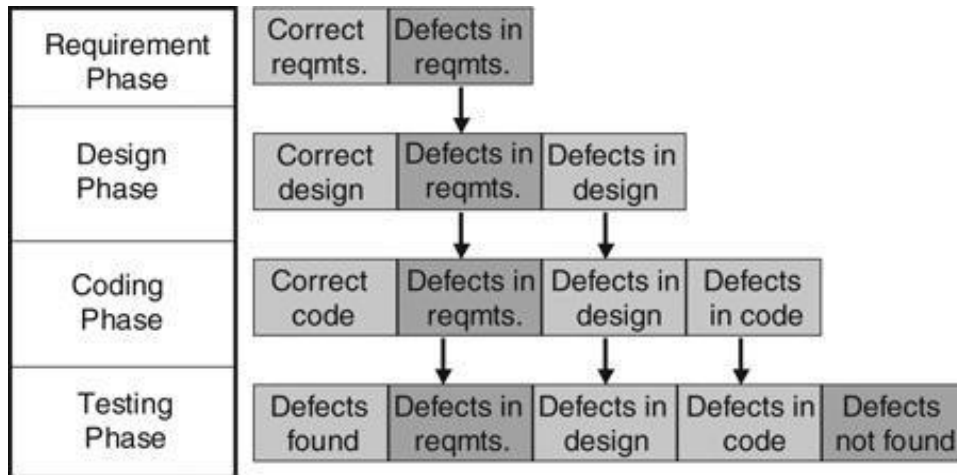 Requirement
Phase
Correct
reqmts.
Defects in
reqmts.
Design
Phase
Correct
design
Defects in
reqmts.
Defects in
design
Coding
Phase
Correct
code
Defects in
reqmts.
Defects in
design
Defects
in code
Testing
Phase
Defects
found
Defects in
reqmts.
Defects in
design
Defects in
code
Defects
not found